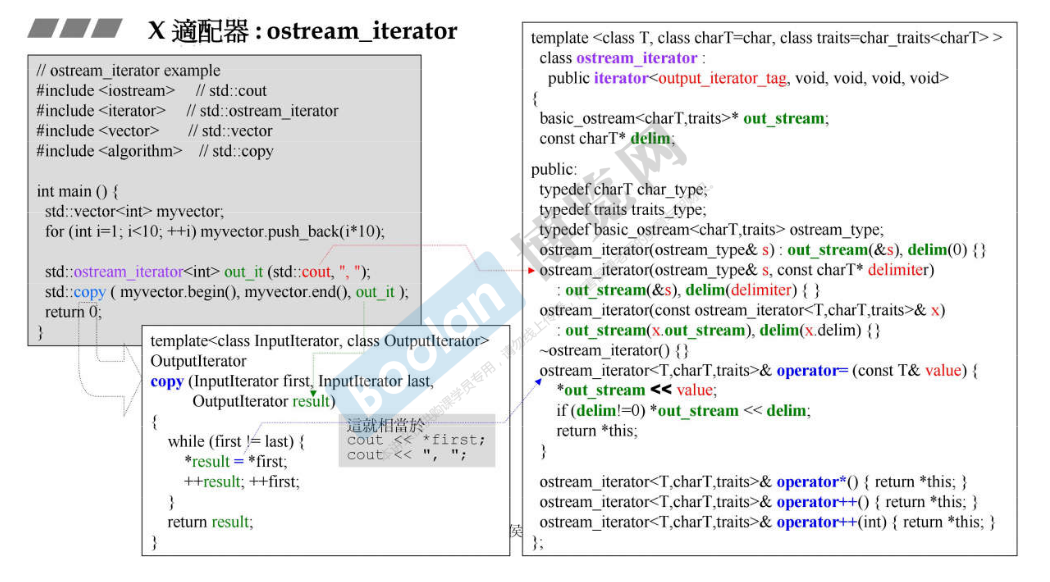 X 適配器 : ostream_iterator
// ostream_iterator example
#include <iostream> // std::cout
#include <iterator> // std::ostream_iterator
#include <vector> // std::vector
#include <algorithm> // std::copy
int main () {
std::vector<int> myvector;
for (int i=1; i<10; ++i) myvector.push_back(i*10);
std::ostream_iterator<int> out_it (std::cout, ", ");
std::copy ( myvector.begin(), myvector.end(), out_it );
return 0;
}
template<class InputIterator, class OutputIterator>
OutputIterator
copy (InputIterator first, InputIterator last,
OutputIterator result)
{
while (first != last) {
*result = *first;
++result; ++first;
}
return result;
}
這就相當於
cout << *first;
cout << ", ";
template <class T, class charT=char, class traits=char_traits<charT> >
class ostream_iterator :
public iterator<output_iterator_tag, void, void, void, void>
{
basic_ostream<charT,traits>* out_stream;
const charT* delim;
public:
typedef charT char_type;
typedef traits traits_type;
typedef basic_ostream<charT,traits> ostream_type;
ostream_iterator(ostream_type& s) : out_stream(&s), delim(0) {}
ostream_iterator(ostream_type& s, const charT* delimiter)
: out_stream(&s), delim(delimiter) { }
ostream_iterator(const ostream_iterator<T,charT,traits>& x)
: out_stream(x.out_stream), delim(x.delim) {}
~ostream_iterator() {}
ostream_iterator<T,charT,traits>& operator= (const T& value) {
*out_stream << value;
if (delim!=0) *out_stream << delim;
return *this;
}
ostream_iterator<T,charT,traits>& operator*() { return *this; }
ostream_iterator<T,charT,traits>& operator++() { return *this; }
ostream_iterator<T,charT,traits>& operator++(int) { return *this; }
};
侯
boolan 博览网